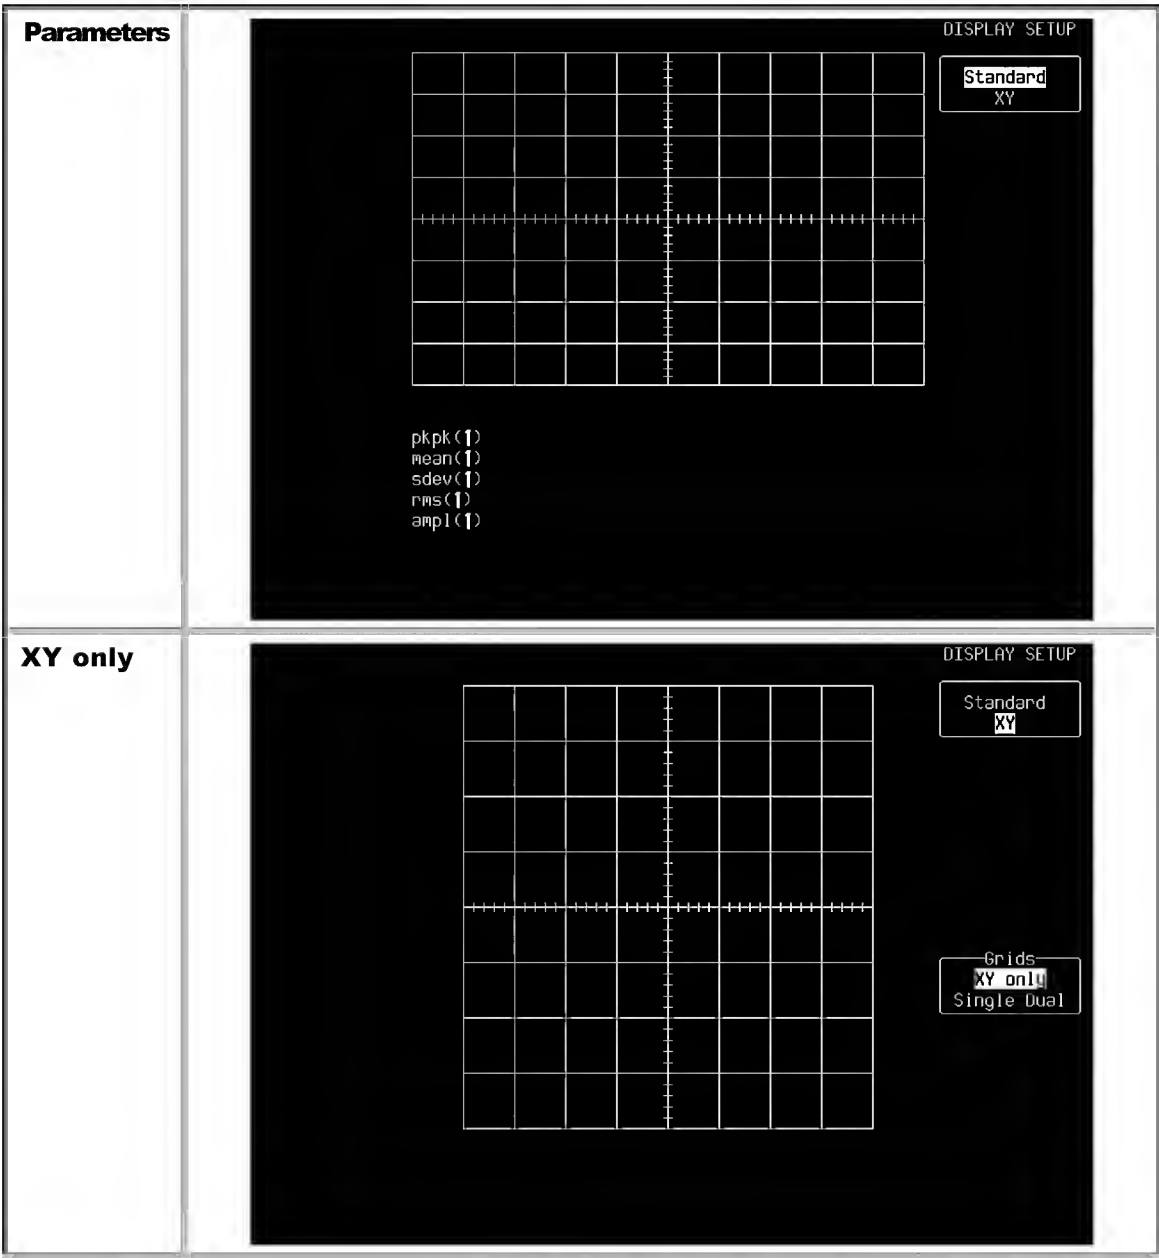 Parameters
DISPLAY SETUP
Standard
XY
pkpk(1)
mean(1)
sdev(1)
rms(1)
ampl(1)
XY only
DISPLAY SETUP
Standard
XY
Grids
XY only
Single Dual